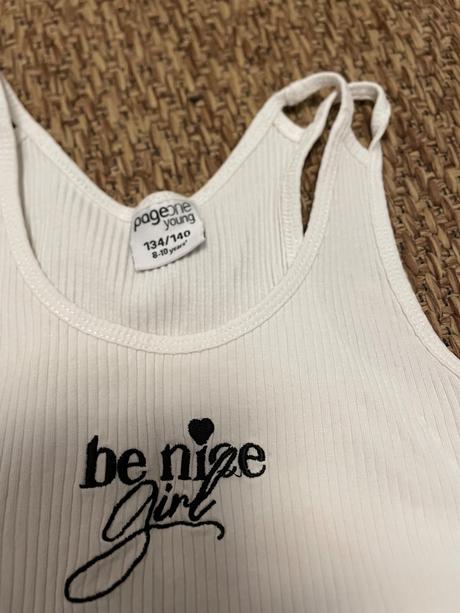 pageone
young
134/140
8-10 years*
be nice
girl